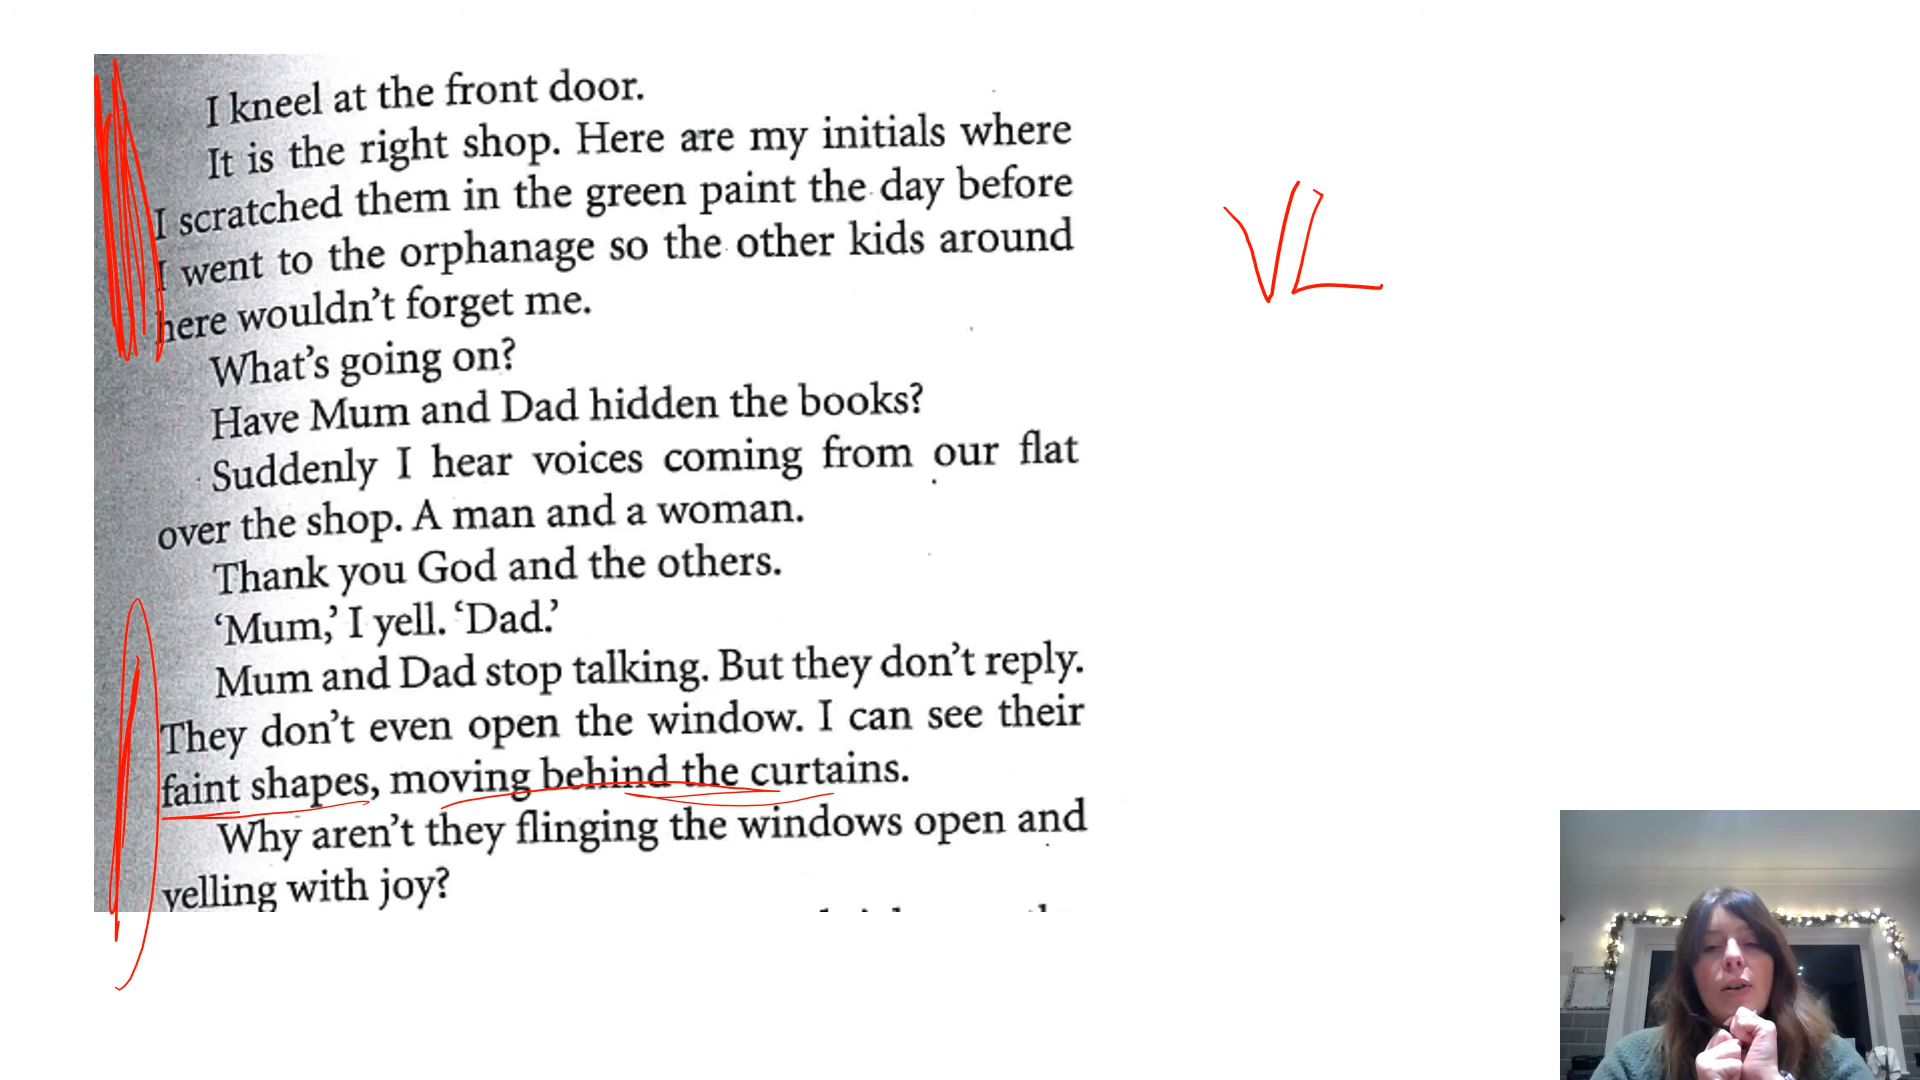 I kneel at the front door.
It is the right shop. Here are my initials where
I scratched them in the green paint the day before
I went to the orphanage so the other kids around
here wouldn't forget me.
What's going on?
Have Mum and Dad hidden the books?
Suddenly I hear voices coming from our flat
over the shop. A man and a woman.
Thank you God and the others.
‘Mum,’ I yell. ‘Dad.’
Mum and Dad stop talking. But they don't reply.
They don't even open the window. I can see their
faint shapes, moving behind the curtains.
Why aren't they flinging the windows open and
yelling with joy?
VL